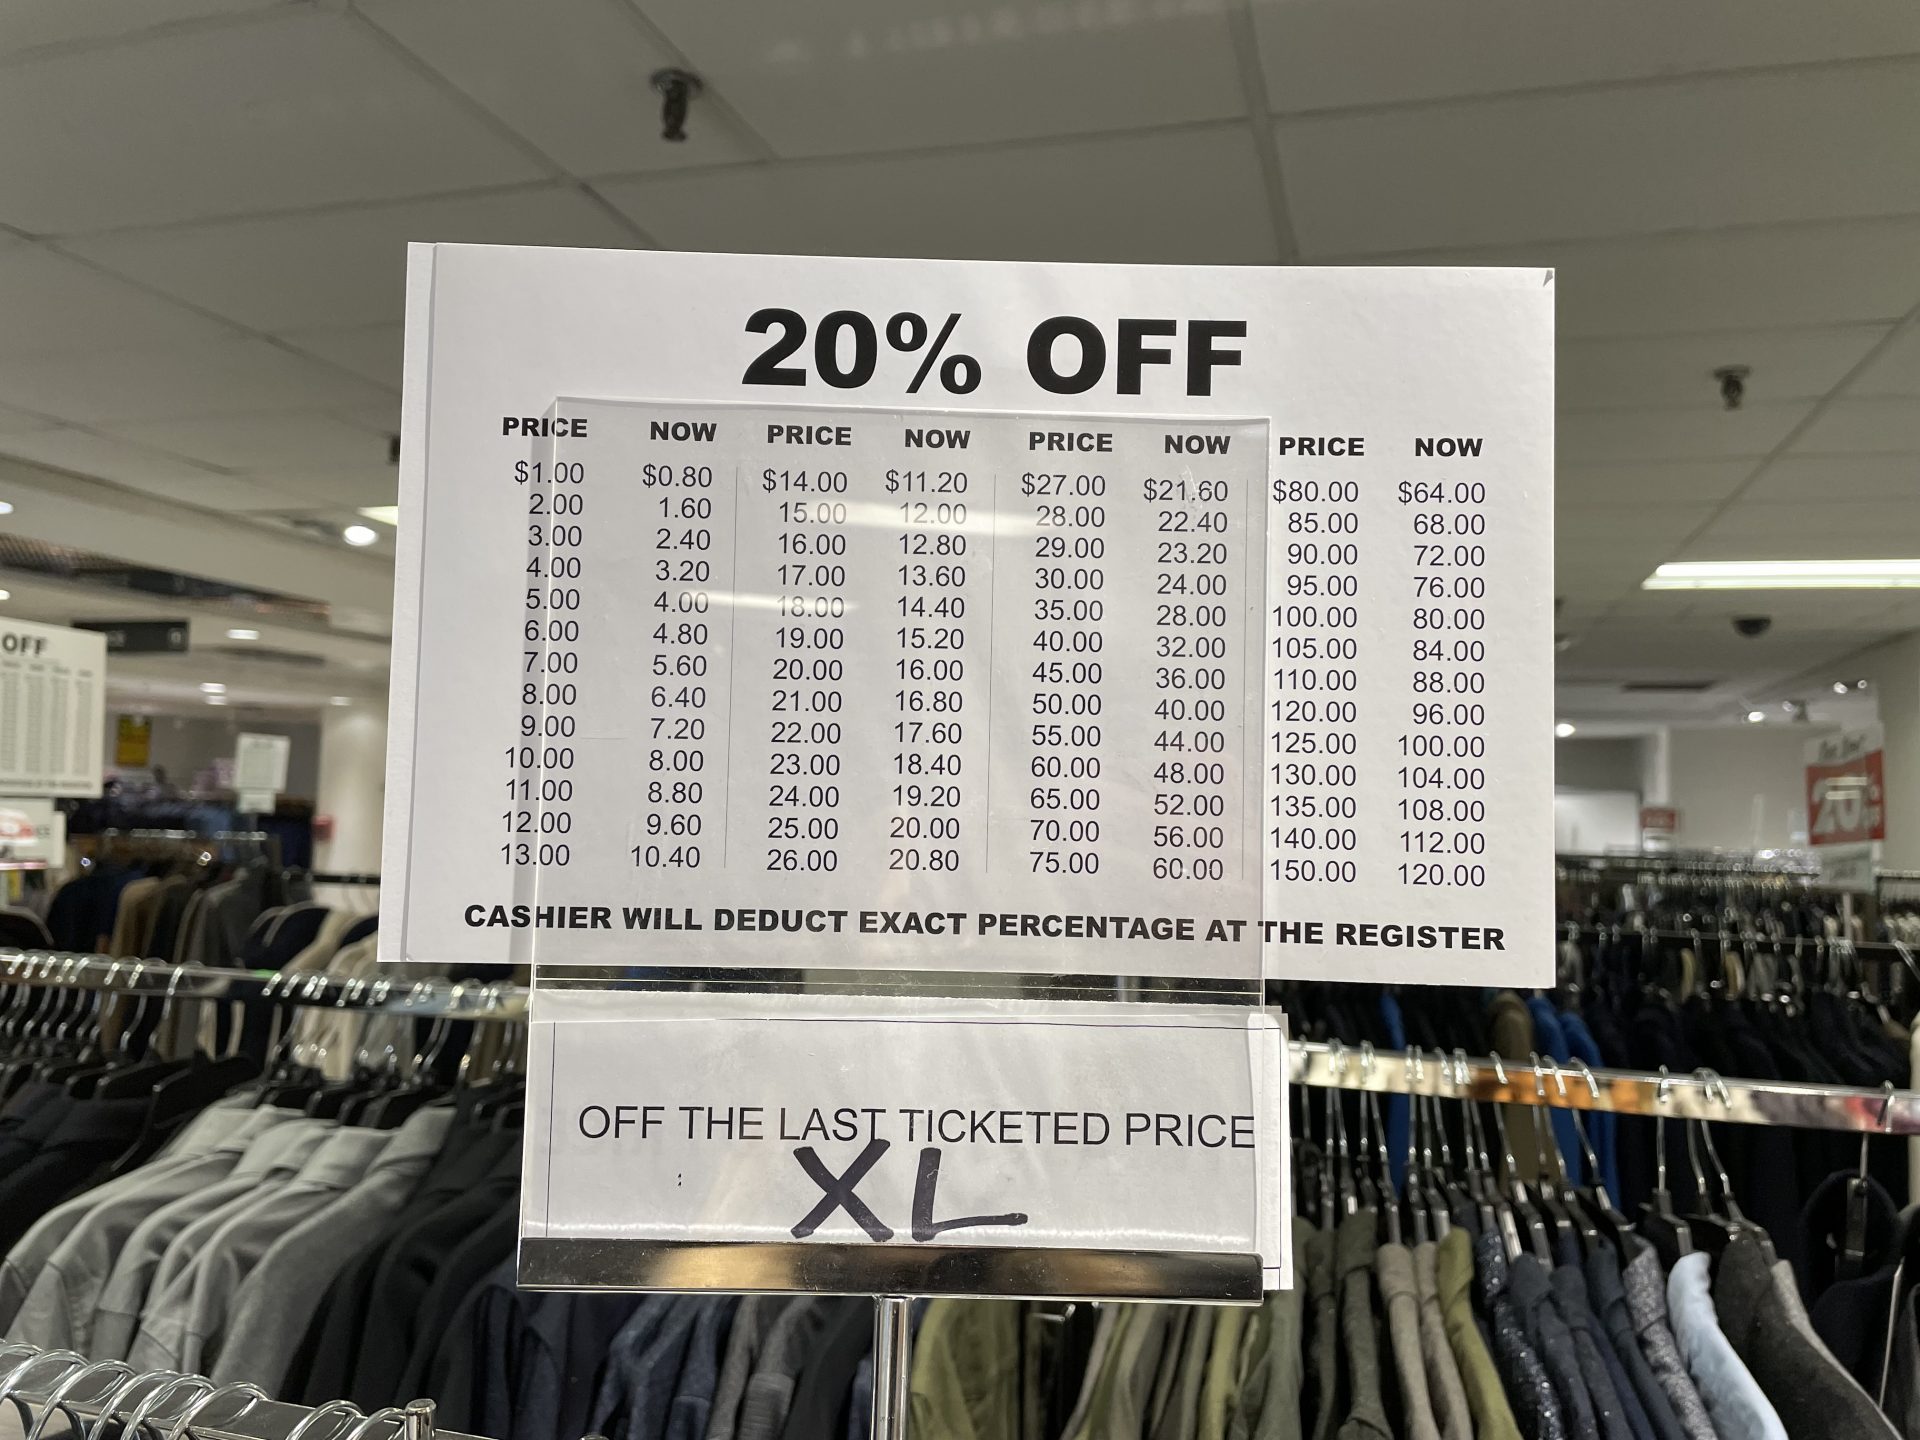 20% OFF
PRICE NOW PRICE NOW PRICE NOW PRICE NOW
$1.00 $0.80 $14.00 $11.20 $27.00 $21.60 $80.00 $64.00
2.00 1.60 15.00 12.00 28.00 22.40 85.00 68.00
3.00 2.40 16.00 12.80 29.00 23.20 90.00 72.00
4.00 3.20 17.00 13.60 30.00 24.00 95.00 76.00
5.00 4.00 18.00 14.40 35.00 28.00 100.00 80.00
6.00 4.80 19.00 15.20 40.00 32.00 105.00 84.00
7.00 5.60 20.00 16.00 45.00 36.00 110.00 88.00
8.00 6.40 21.00 16.80 50.00 40.00 120.00 96.00
9.00 7.20 22.00 17.60 55.00 44.00 125.00 100.00
10.00 8.00 23.00 18.40 60.00 48.00 130.00 104.00
11.00 8.80 24.00 19.20 65.00 52.00 135.00 108.00
12.00 9.60 25.00 20.00 70.00 56.00 140.00 112.00
13.00 10.40 26.00 20.80 75.00 60.00 150.00 120.00
CASHIER WILL DEDUCT EXACT PERCENTAGE AT THE REGISTER
OFF THE LAST TICKETED PRICE
XL
OFF
20%